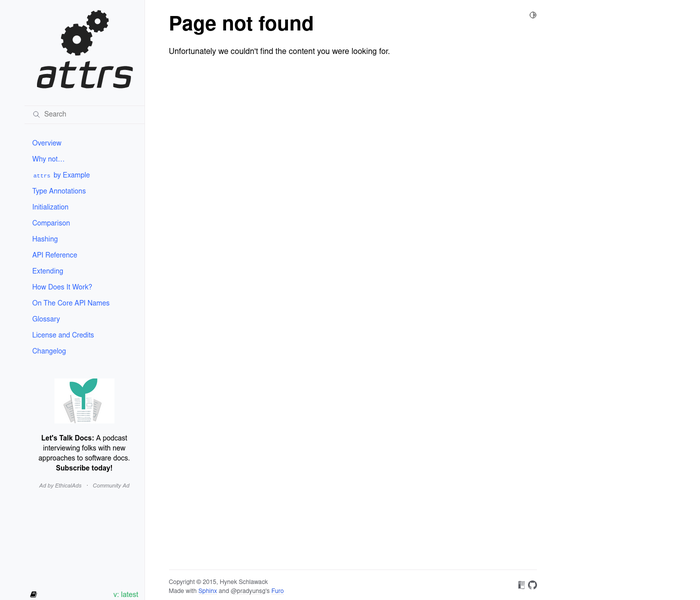 attrs
Search
Overview
Why not…
attrs by Example
Type Annotations
Initialization
Comparison
Hashing
API Reference
Extending
How Does It Work?
On The Core API Names
Glossary
License and Credits
Changelog
Let's Talk Docs: A podcast
interviewing folks with new
approaches to software docs.
Subscribe today!
Ad by EthicalAds · Community Ad
v: latest
Page not found
Unfortunately we couldn't find the content you were looking for.
Copyright © 2015, Hynek Schlawack
Made with Sphinx and @pradyunsg's Furo